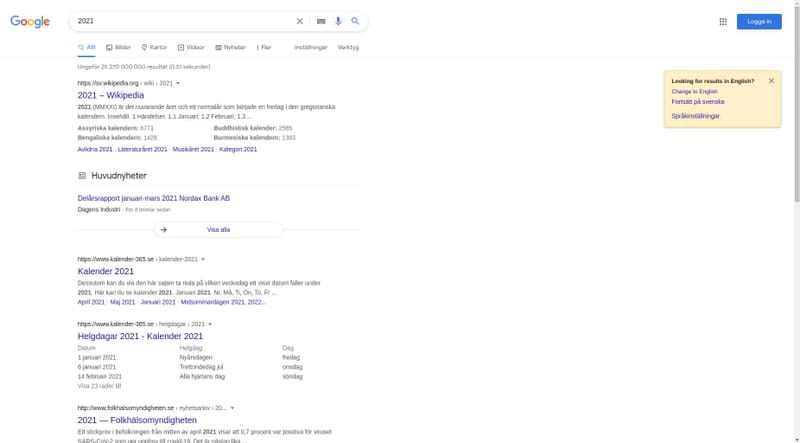 Google
2021
Logga in
Allt Bilder Kartor Videor Nyheter Fler Inställningar Verktyg
Ungefär 25 270 000 000 resultat (0,51 sekunder)
https://sv.wikipedia.org › wiki › 2021
2021 – Wikipedia
2021 (MMXXI) är det nuvarande året och ett normalår som började en fredag i den gregorianska
kalendern. Innehåll. 1 Händelser. 1.1 Januari; 1.2 Februari; 1.3 ...
Assyriska kalendern: 6771 Buddhistisk kalender: 2565
Bengaliska kalendern: 1428 Burmesiska kalendern: 1383
Avlidna 2021 · Litteraturåret 2021 · Musikåret 2021 · Kategori:2021
Looking for results in English?
Change to English
Fortsätt på svenska
Språkinställningar
Huvudnyheter
Delårsrapport januari-mars 2021 Nordax Bank AB
Dagens Industri · För 8 timmar sedan
Visa alla
https://www.kalender-365.se › kalender-2021
Kalender 2021
Dessutom kan du via den här sajten ta reda på vilken veckodag ett visst datum faller under
2021. Här kan du se kalender 2021. Januari 2021. Nr, Må, Ti, On, To, Fr ...
April 2021 · Maj 2021 · Januari 2021 · Midsommardagen 2021, 2022...
https://www.kalender-365.se › helgdagar › 2021
Helgdagar 2021 - Kalender 2021
Datum Helgdag Dag
1 januari 2021 Nyårsdagen fredag
6 januari 2021 Trettondedag jul onsdag
14 februari 2021 Alla hjärtans dag söndag
Visa 23 rader till
http://www.folkhalsomyndigheten.se › nyhetsarkiv › 20...
2021 — Folkhälsomyndigheten
Ett stickprov i befolkningen från mitten av april 2021 visar att 0,7 procent var positiva för viruset
SARS-CoV-2 som ger upphov till covid-19. Det är nästan lika ...